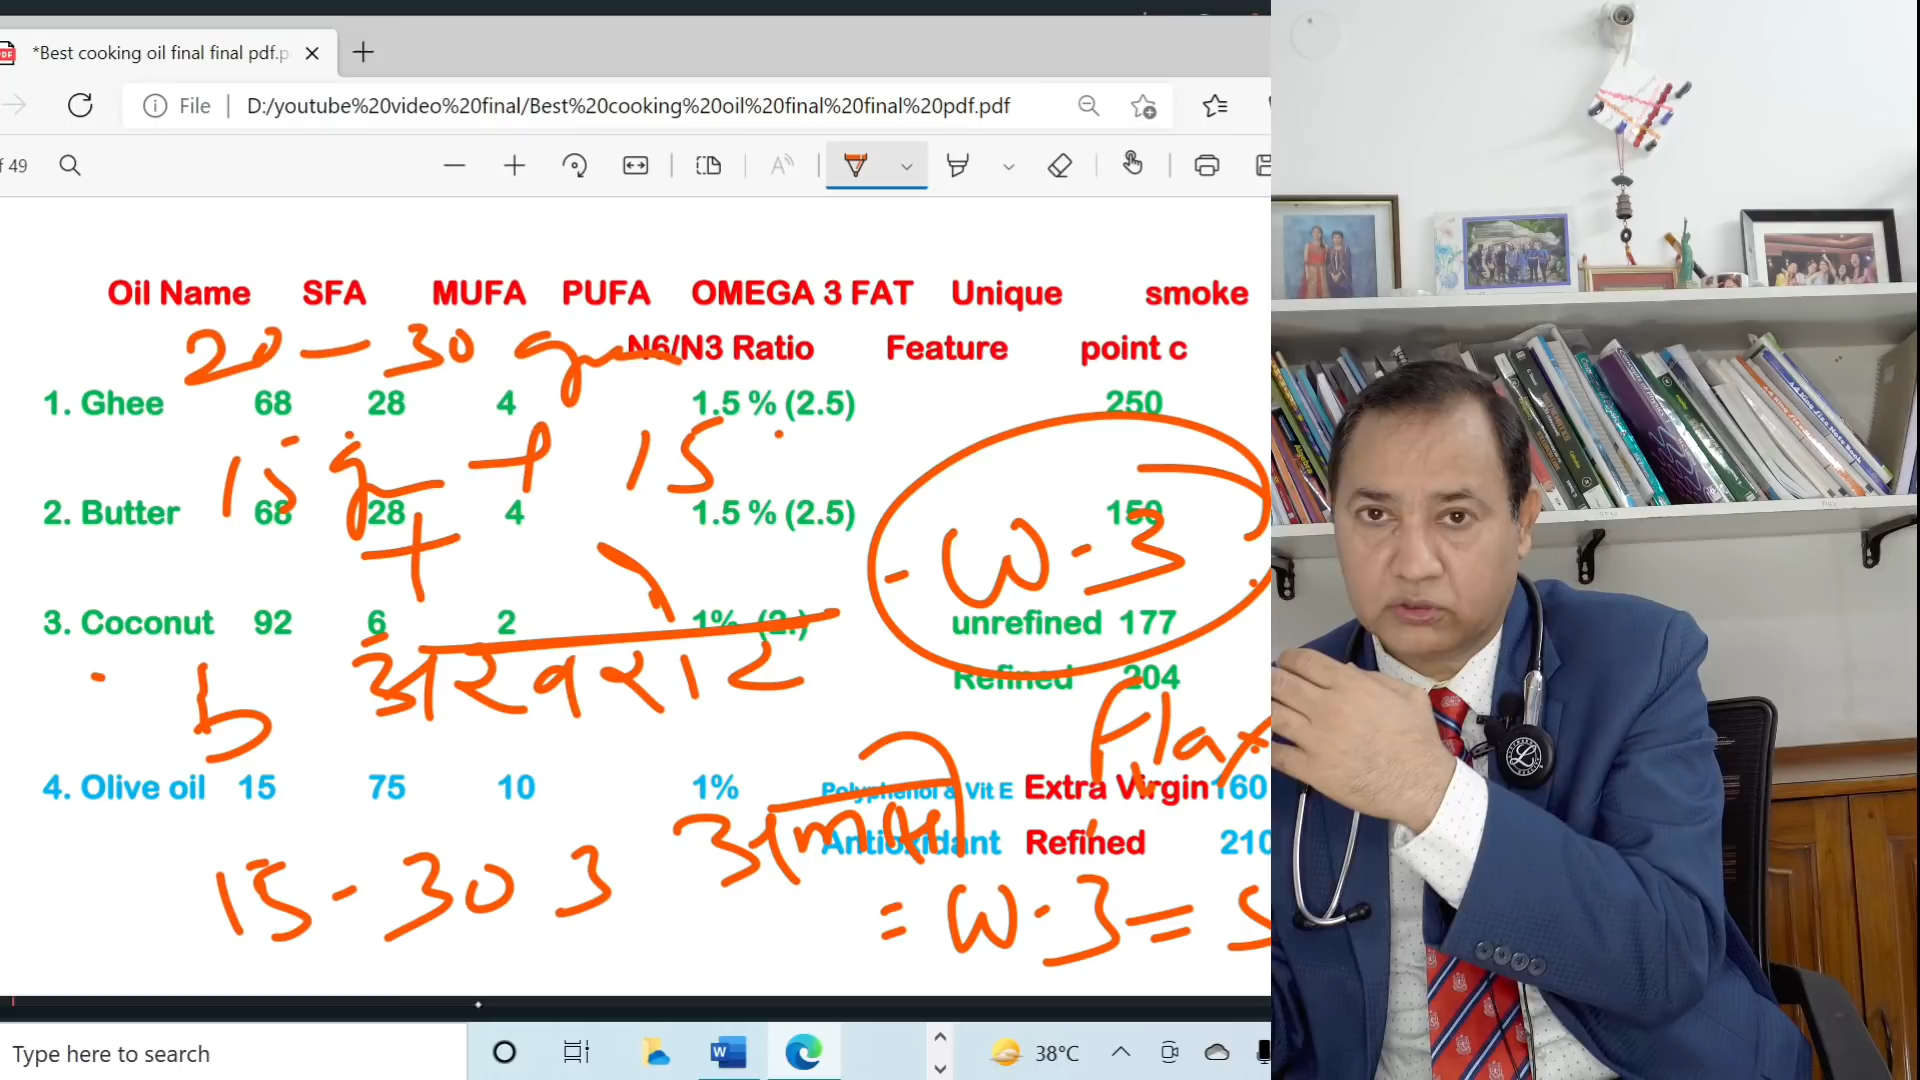 *Best cooking oil final final pdf.p
File D:/youtube%20video%20final/Best%20cooking%20oil%20final%20final%20pdf.pdf
f 49
Oil Name SFA MUFA PUFA OMEGA 3 FAT Unique smoke
N6/N3 Ratio Feature point c
20 — 30 gm
1. Ghee 68 28 4 1.5 % (2.5) 250
15 g + 15
2. Butter 68 28 4 1.5 % (2.5) 150
W-3
3. Coconut 92 6 2 1% (2.) unrefined 177
अखरोट
Refined 204
flax
4. Olive oil 15 75 10 1% Polyphenol & Vit E Extra Virgin 160
Antioxidant Refined 210
15-30 3
= W-3 =
Type here to search 38°C